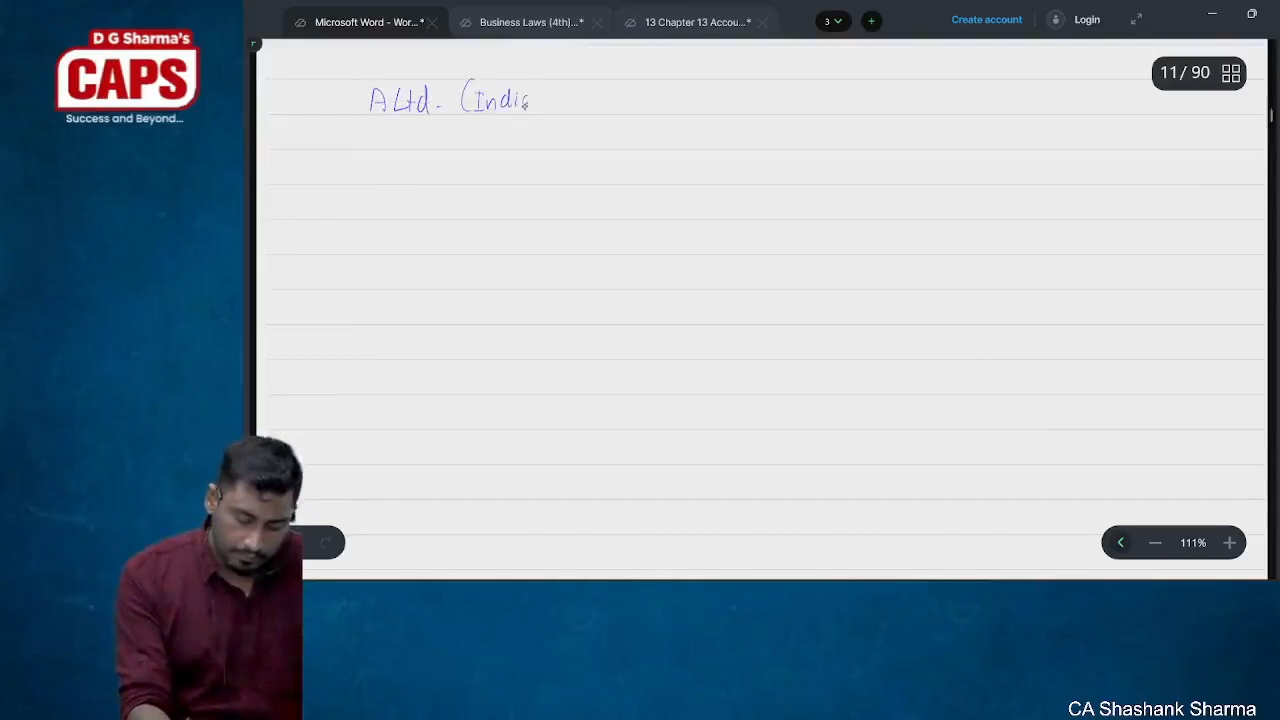 Microsoft Word - Wor...*
Business Laws (4th)...*
13 Chapter 13 Accou...*
3
Create account
Login
D G Sharma's
CAPS
Success and Beyond...
11 / 90
A Ltd. (India
111%
CA Shashank Sharma